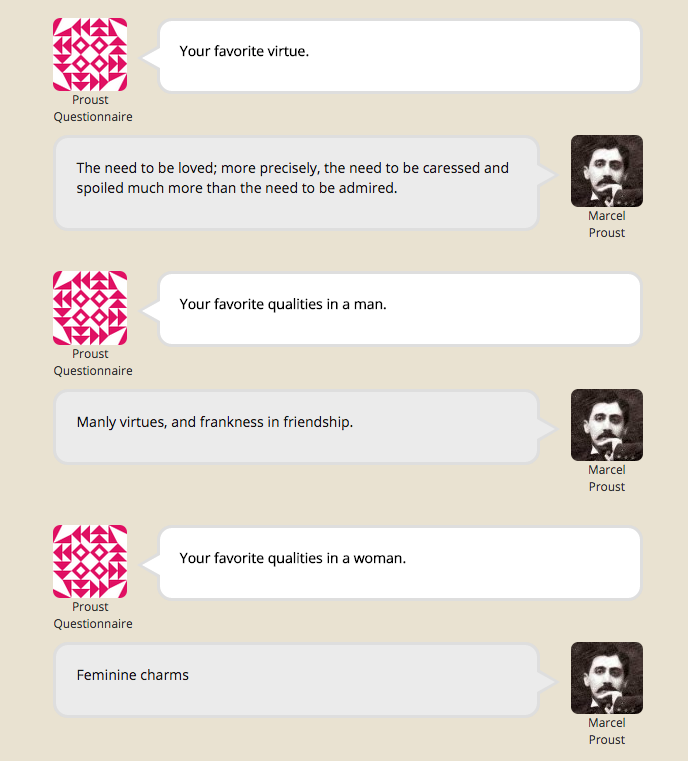 Your favorite virtue.
Proust
Questionnaire
The need to be loved; more precisely, the need to be caressed and
spoiled much more than the need to be admired.
Marcel
Proust
Your favorite qualities in a man.
Proust
Questionnaire
Manly virtues, and frankness in friendship.
Marcel
Proust
Your favorite qualities in a woman.
Proust
Questionnaire
Feminine charms
Marcel
Proust